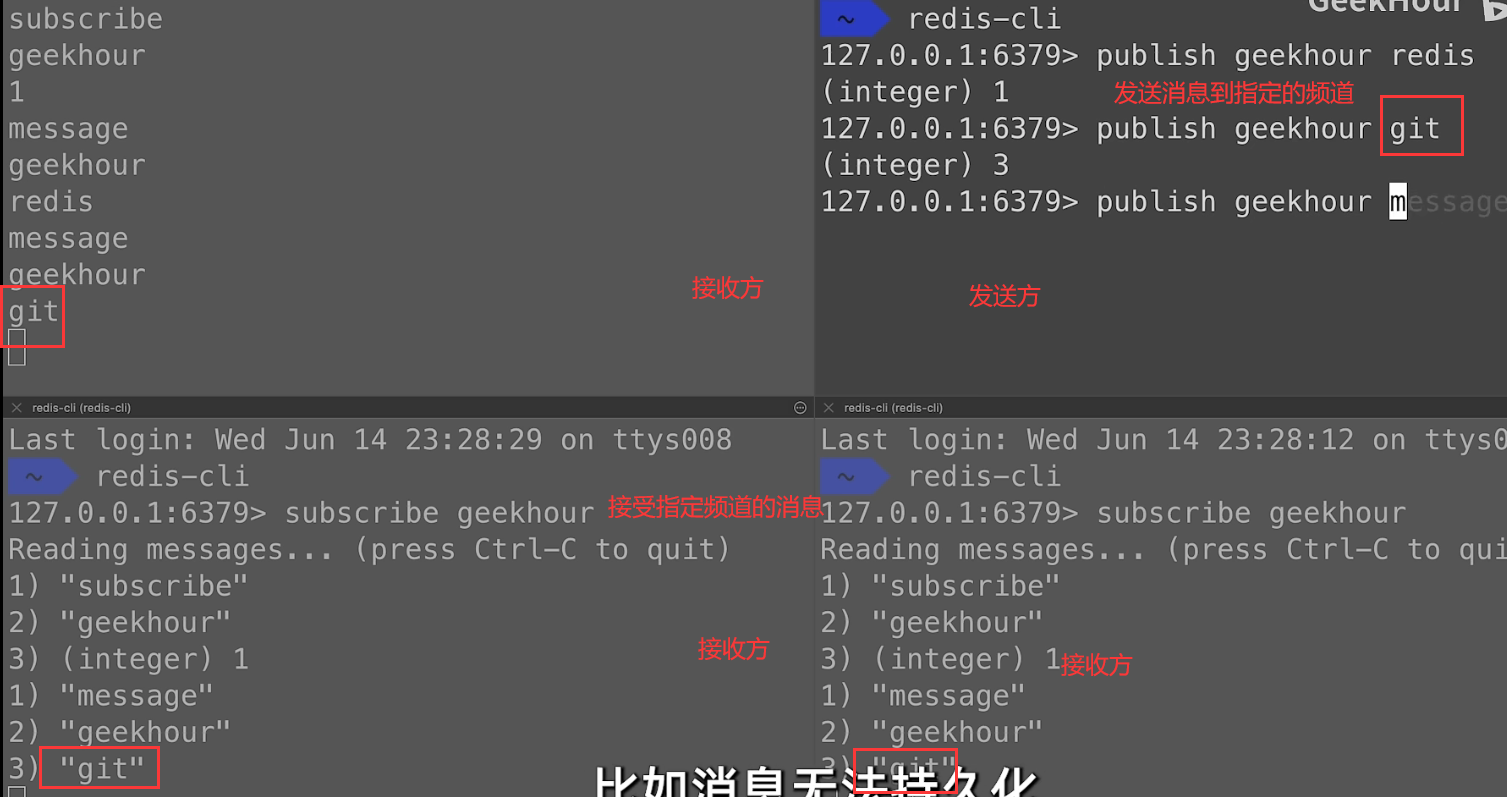 subscribe
geekhour
1
message
geekhour
redis
message
geekhour
git
接收方
GeekHour
~ redis-cli
127.0.0.1:6379> publish geekhour redis
(integer) 1
发送消息到指定的频道
127.0.0.1:6379> publish geekhour git
(integer) 3
127.0.0.1:6379> publish geekhour message
发送方
redis-cli (redis-cli)
Last login: Wed Jun 14 23:28:29 on ttys008
~ redis-cli
127.0.0.1:6379> subscribe geekhour
接受指定频道的消息
Reading messages... (press Ctrl-C to quit)
1) "subscribe"
2) "geekhour"
3) (integer) 1
接收方
1) "message"
2) "geekhour"
3) "git"
redis-cli (redis-cli)
Last login: Wed Jun 14 23:28:12 on ttys0
~ redis-cli
127.0.0.1:6379> subscribe geekhour
Reading messages... (press Ctrl-C to qui
1) "subscribe"
2) "geekhour"
3) (integer) 1
接收方
1) "message"
2) "geekhour"
3) "git"
比如消息无法持久化